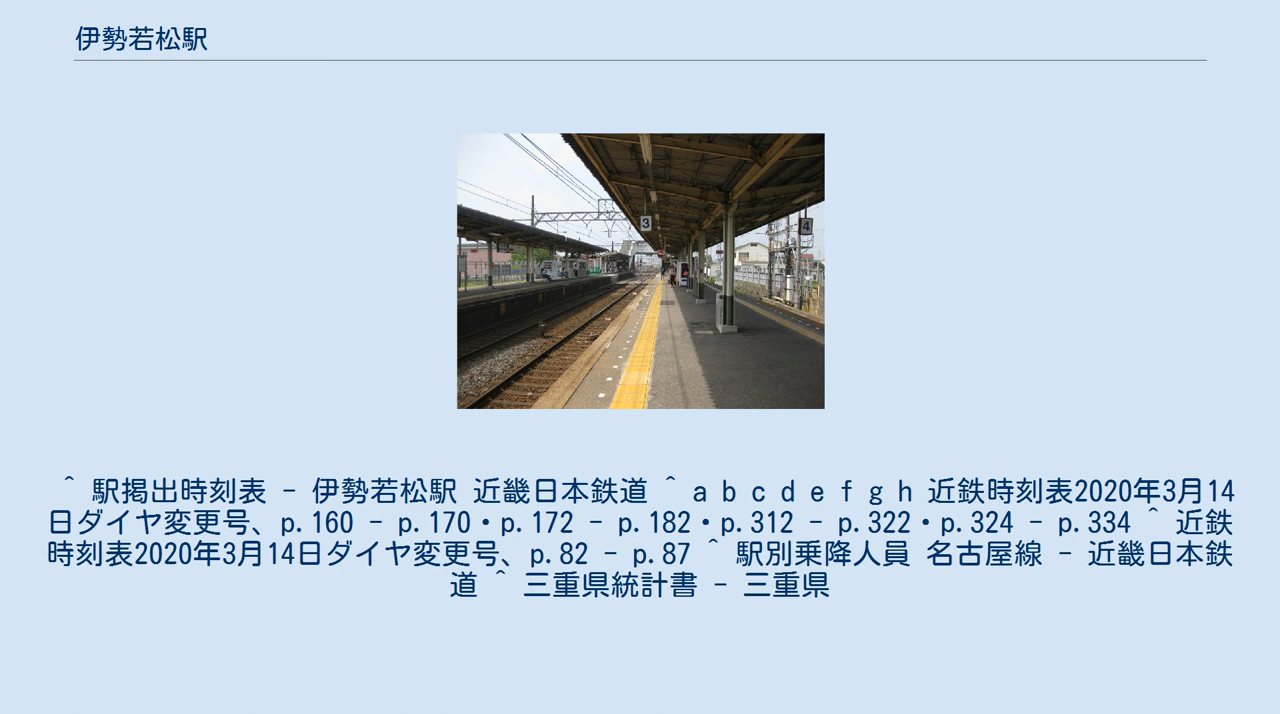 伊勢若松駅
3
4
^ 駅掲出時刻表 - 伊勢若松駅 近畿日本鉄道 ^ a b c d e f g h 近鉄時刻表2020年3月14
日ダイヤ変更号、p.160 - p.170・p.172 - p.182・p.312 - p.322・p.324 - p.334 ^ 近鉄
時刻表2020年3月14日ダイヤ変更号、p.82 - p.87 ^ 駅別乗降人員 名古屋線 - 近畿日本鉄
道 ^ 三重県統計書 - 三重県